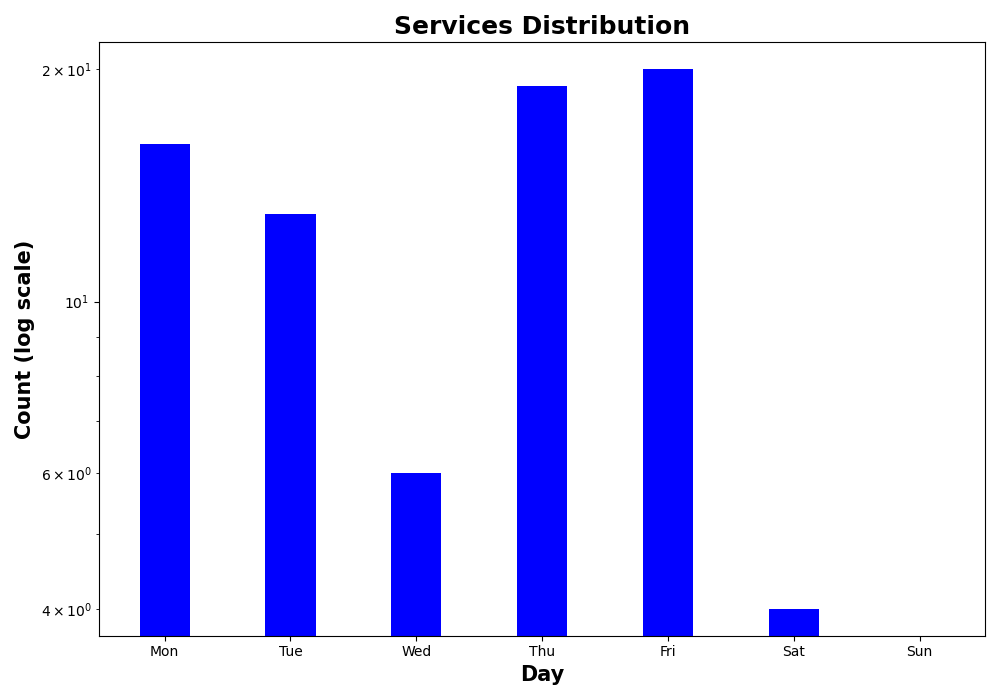 Services Distribution
2 × 10¹
10¹
6 × 10⁰
4 × 10⁰
Count (log scale)
Mon Tue Wed Thu Fri Sat Sun
Day